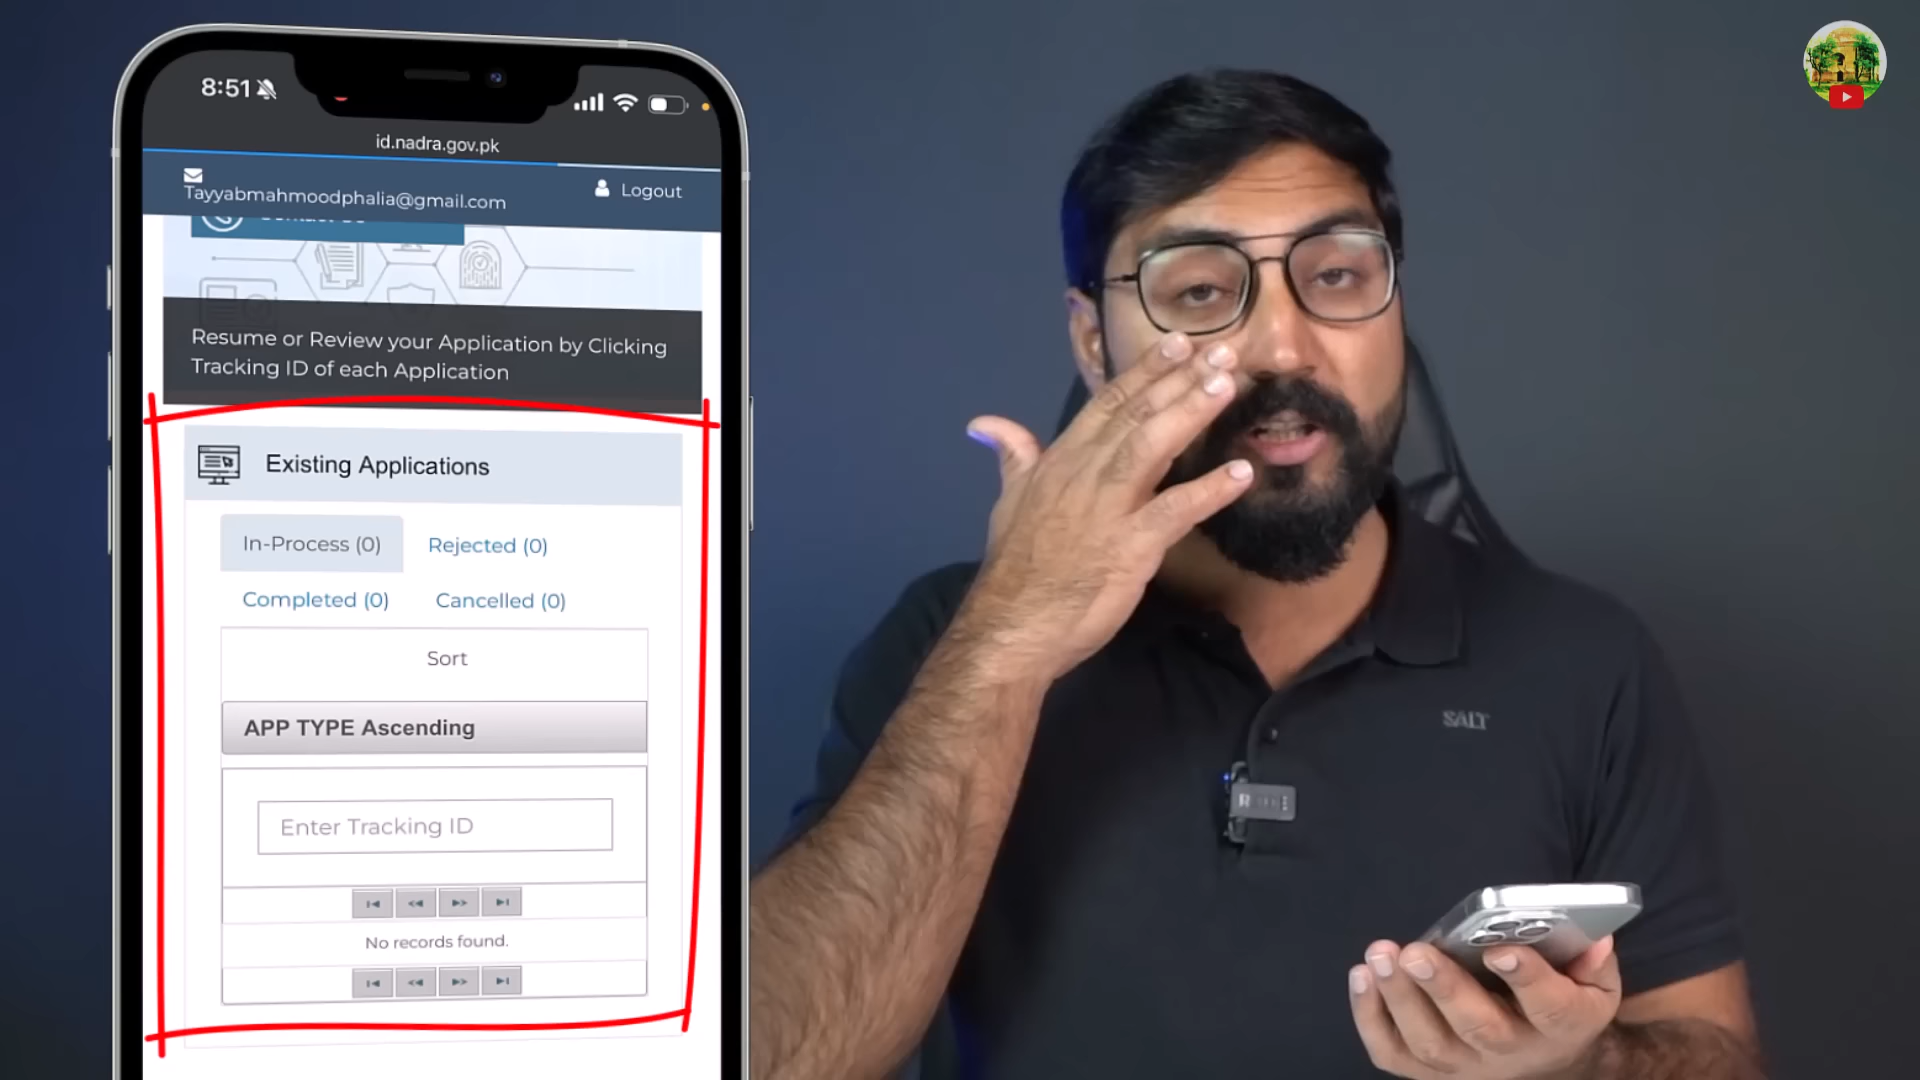 8:51
id.nadra.gov.pk
Tayyabmahmoodphalia@gmail.com
Logout
Resume or Review your Application by Clicking
Tracking ID of each Application
Existing Applications
In-Process (0)
Rejected (0)
Completed (0)
Cancelled (0)
Sort
APP TYPE Ascending
Enter Tracking ID
No records found.
SALT